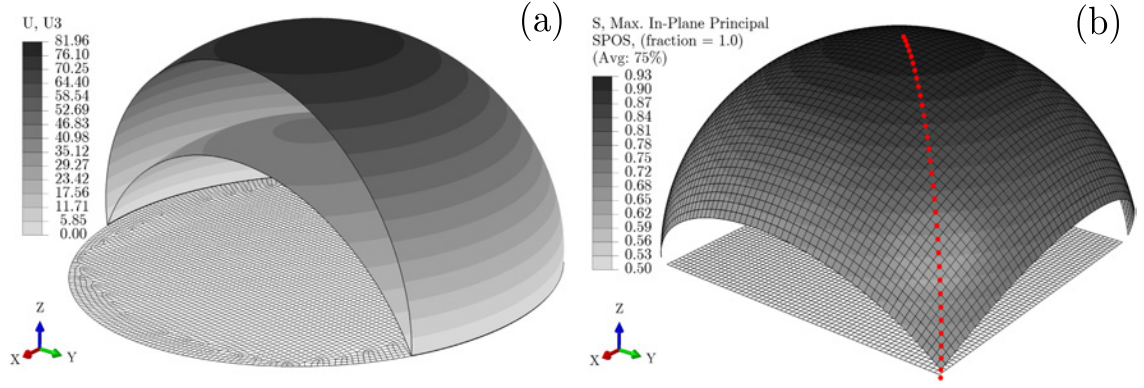 (a)
U, U3
81.96
76.10
70.25
64.40
58.54
52.69
46.83
40.98
35.12
29.27
23.42
17.56
11.71
5.85
0.00
Z
X
Y
(b)
S, Max. In-Plane Principal
SPOS, (fraction = 1.0)
(Avg: 75%)
0.93
0.90
0.87
0.84
0.81
0.78
0.75
0.72
0.68
0.65
0.62
0.59
0.56
0.53
0.50
Z
X
Y